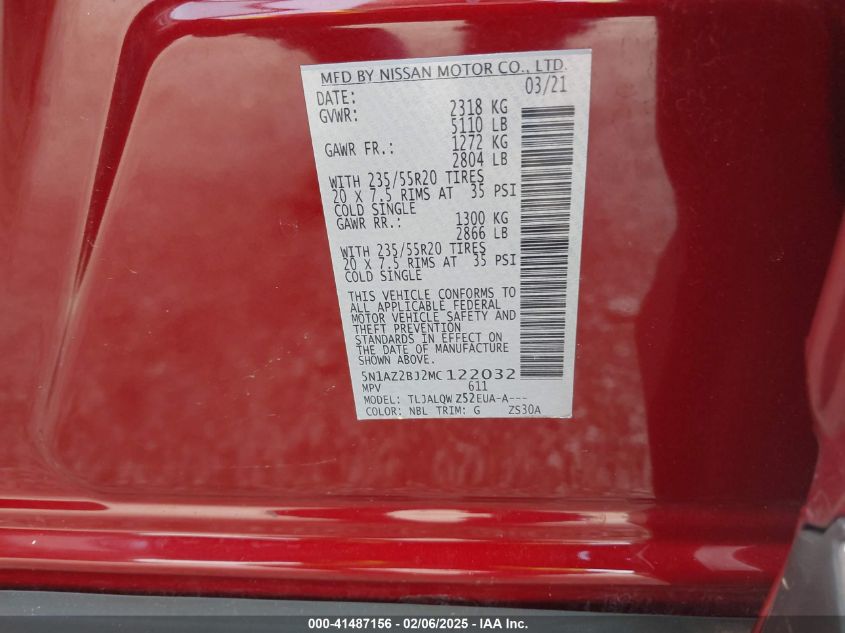 MFD BY NISSAN MOTOR CO., LTD.
DATE: 03/21
GVWR: 2318 KG
5110 LB
GAWR FR.: 1272 KG
2804 LB
WITH 235/55R20 TIRES
20 X 7.5 RIMS AT 35 PSI
COLD SINGLE
GAWR RR.: 1300 KG
2866 LB
WITH 235/55R20 TIRES
20 X 7.5 RIMS AT 35 PSI
COLD SINGLE
THIS VEHICLE CONFORMS TO
ALL APPLICABLE FEDERAL
MOTOR VEHICLE SAFETY AND
THEFT PREVENTION
STANDARDS IN EFFECT ON
THE DATE OF MANUFACTURE
SHOWN ABOVE.
5N1AZ2BJ2MC122032
MPV 611
MODEL: TLJALQWZ52EUA-A---
COLOR: NBL TRIM: G ZS30A
000-41487156 - 02/06/2025 - IAAI.com